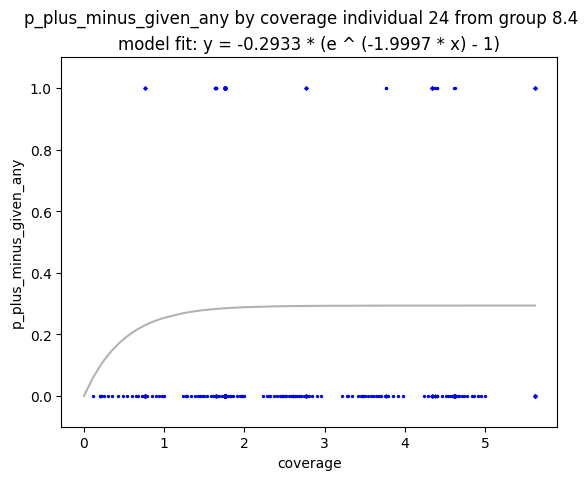 p_plus_minus_given_any by coverage individual 24 from group 8.4
model fit: y = -0.2933 * (e ^ (-1.9997 * x) - 1)
1.0
0.8
0.6
0.4
0.2
0.0
p_plus_minus_given_any
0 1 2 3 4 5
coverage